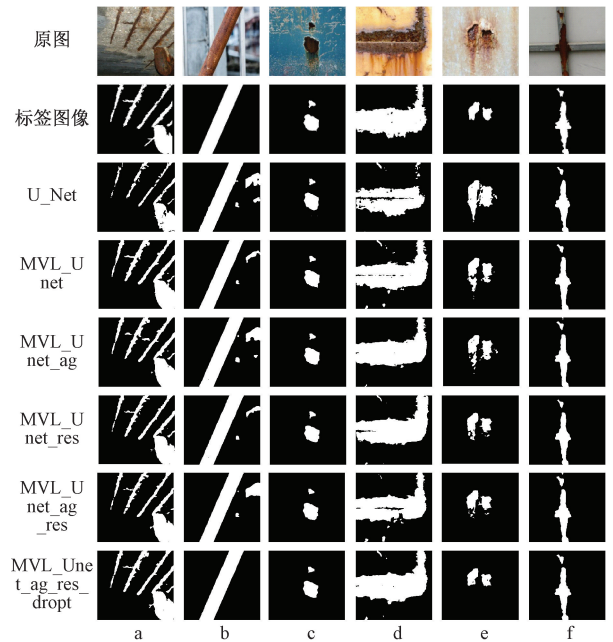 原图
标签图像
U_Net
MVL_U
net
MVL_U
net_ag
MVL_U
net_res
MVL_U
net_ag
_res
MVL_Une
t_ag_res_
dropt
a b c d e f